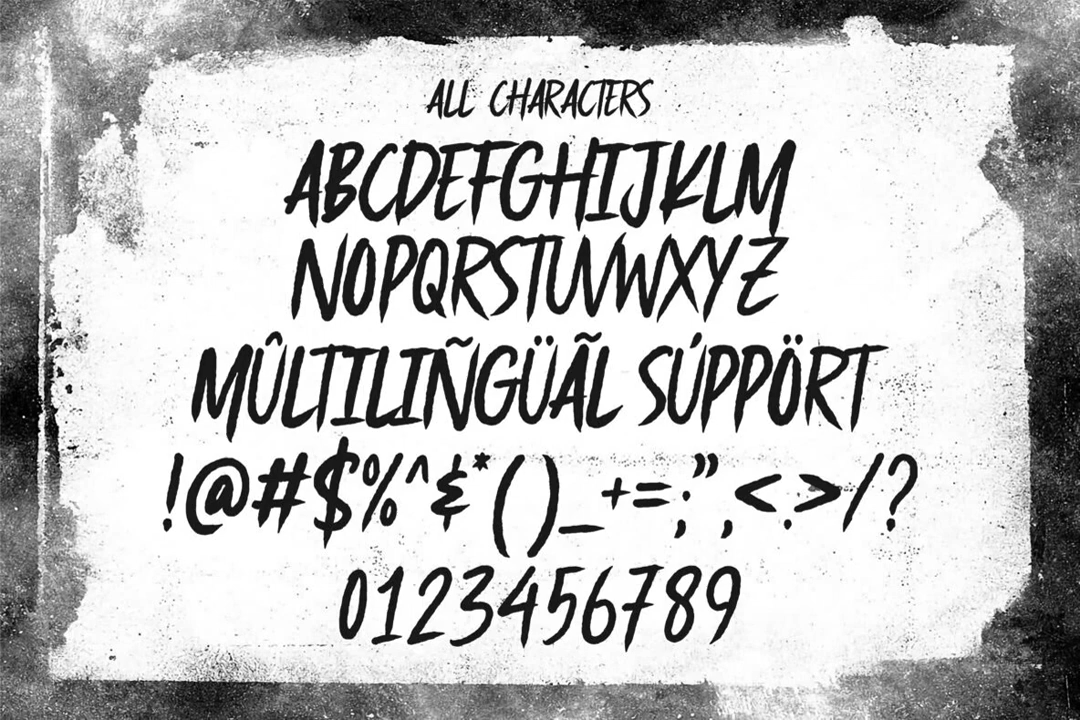 ALL CHARACTERS
ABCDEFGHIJKLM
NOPQRSTUVWXYZ
MÛLTILIÑGÜÃL SÚPPÖRT
!@#$%^&*()_+=;”,<.>/?
0123456789